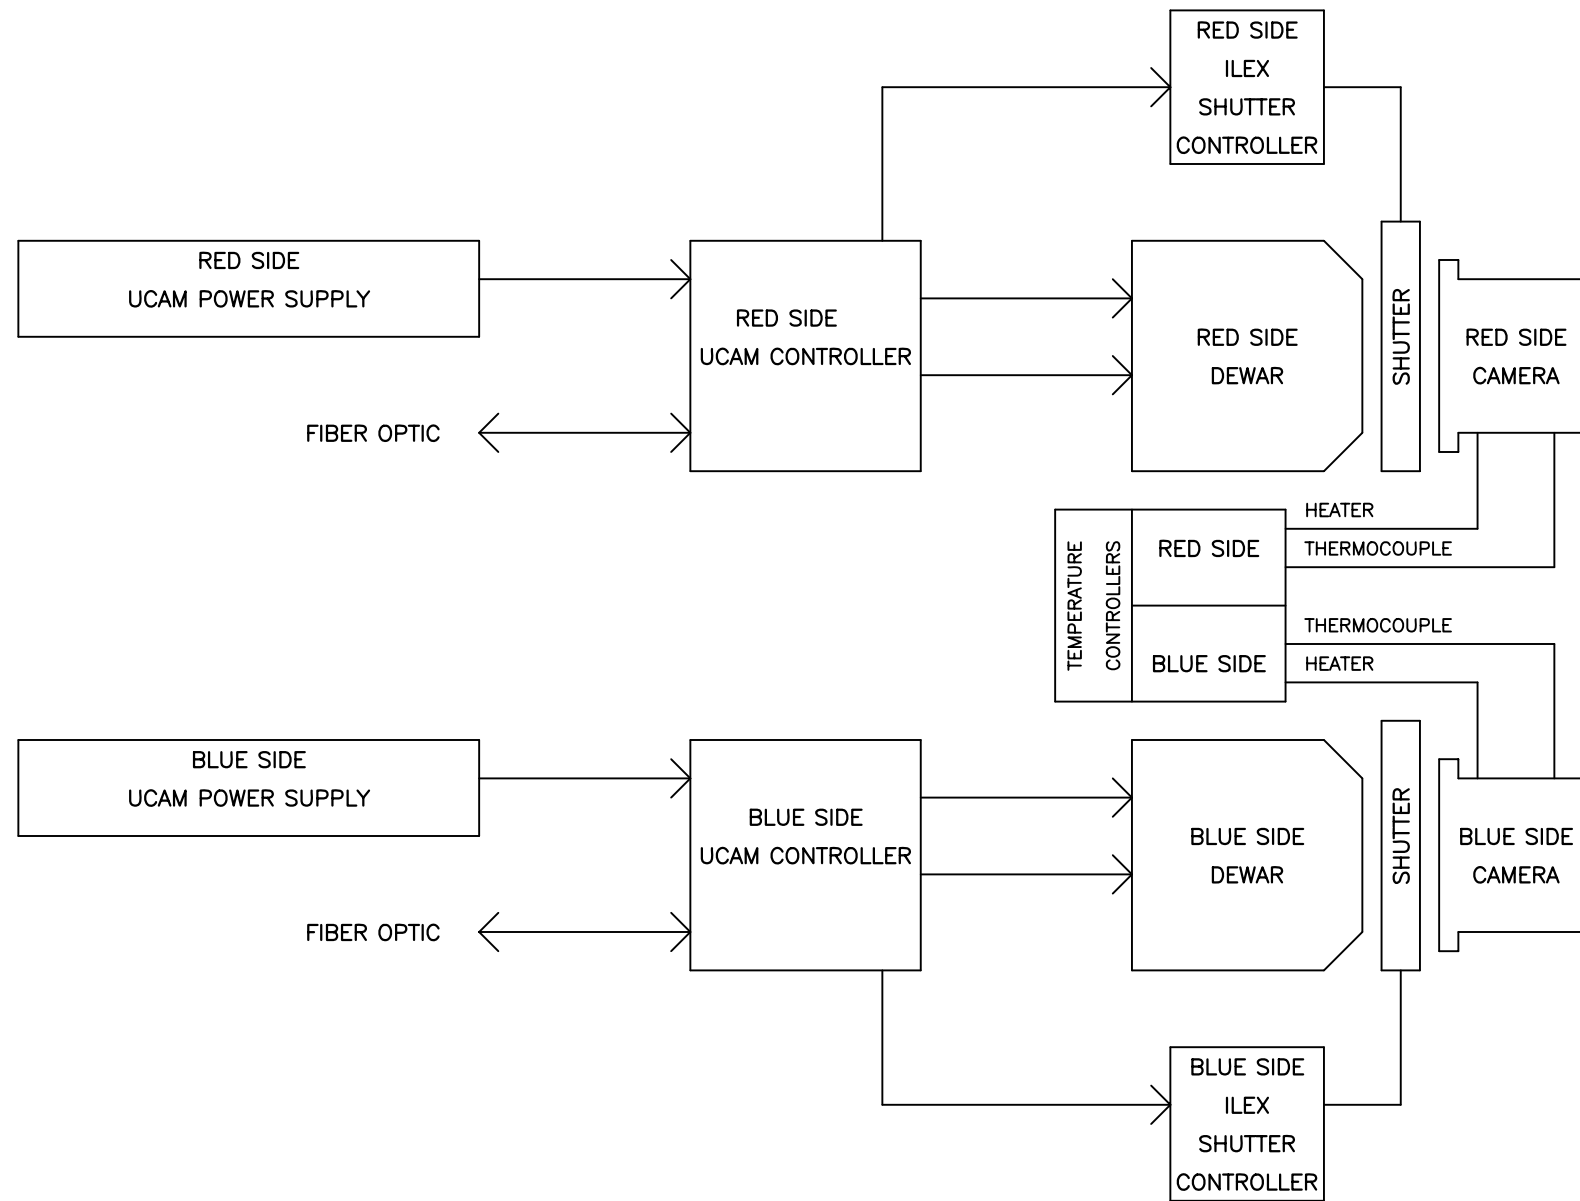 RED SIDE
ILEX
SHUTTER
CONTROLLER
RED SIDE
UCAM POWER SUPPLY
RED SIDE
UCAM CONTROLLER
FIBER OPTIC
RED SIDE
DEWAR
SHUTTER
RED SIDE
CAMERA
TEMPERATURE
CONTROLLERS
RED SIDE
HEATER
THERMOCOUPLE
BLUE SIDE
THERMOCOUPLE
HEATER
BLUE SIDE
UCAM POWER SUPPLY
BLUE SIDE
UCAM CONTROLLER
FIBER OPTIC
BLUE SIDE
DEWAR
SHUTTER
BLUE SIDE
CAMERA
BLUE SIDE
ILEX
SHUTTER
CONTROLLER